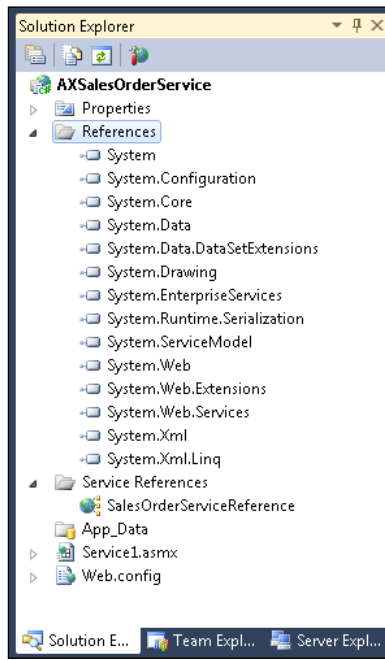 Solution Explorer
AXSalesOrderService
Properties
References
System
System.Configuration
System.Core
System.Data
System.Data.DataSetExtensions
System.Drawing
System.EnterpriseServices
System.Runtime.Serialization
System.ServiceModel
System.Web
System.Web.Extensions
System.Web.Services
System.Xml
System.Xml.Linq
Service References
SalesOrderServiceReference
App_Data
Service1.asmx
Web.config
Solution E... Team Expl... Server Expl...